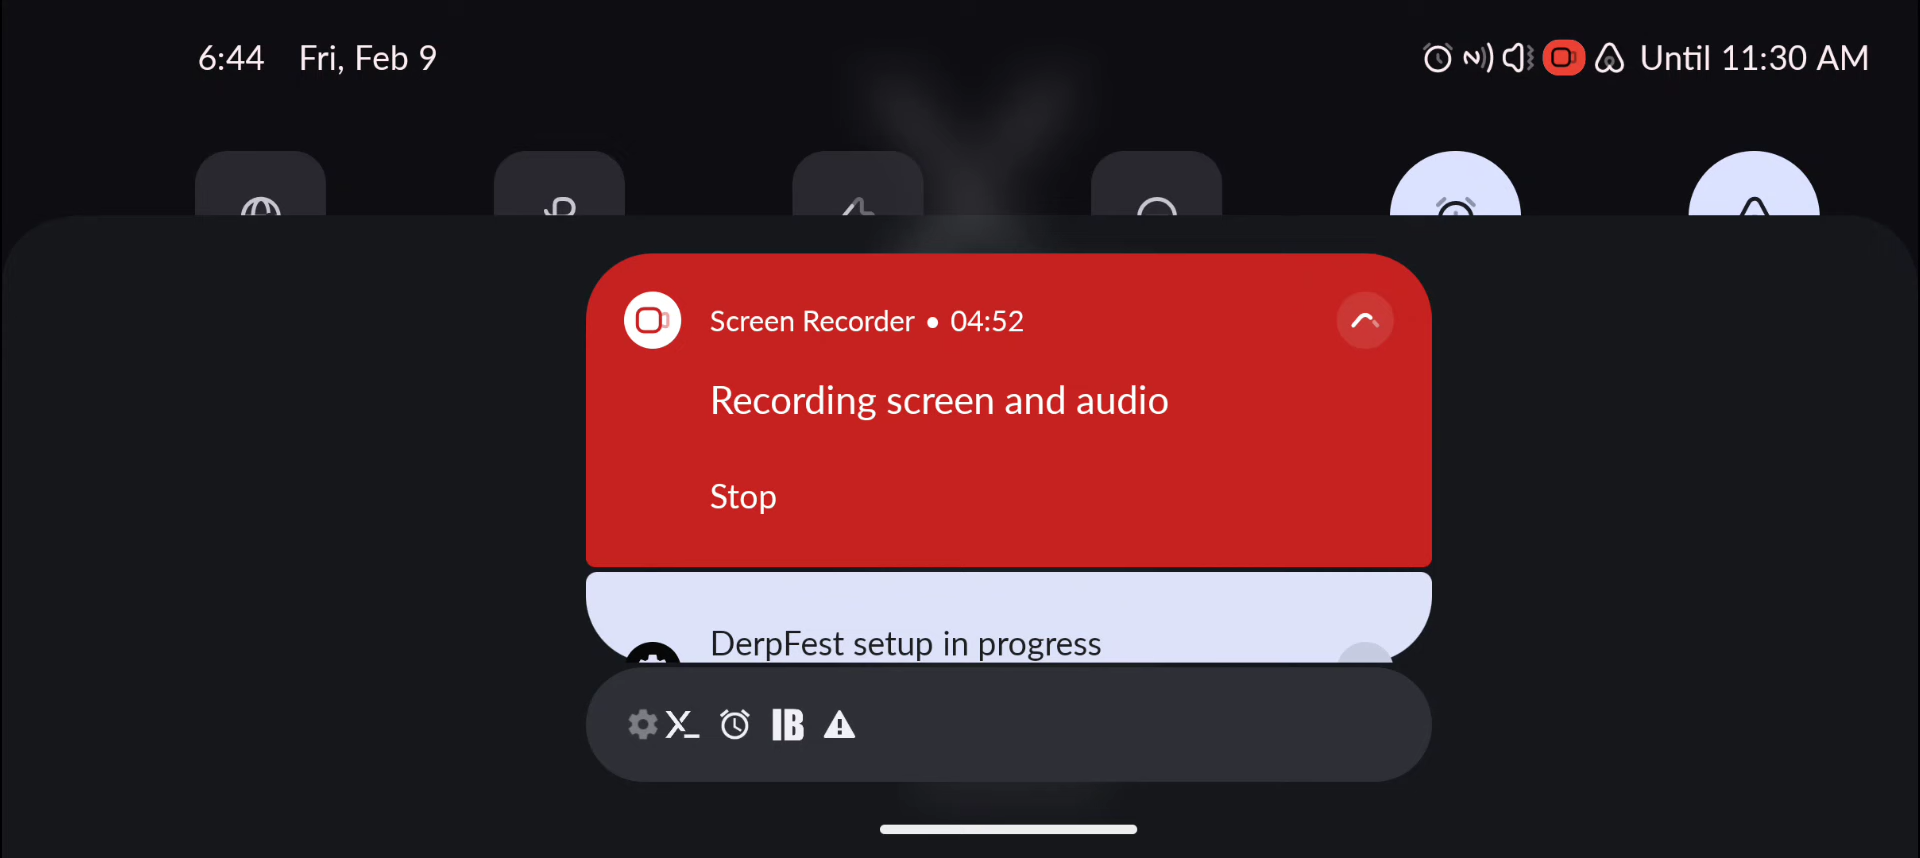 6:44 Fri, Feb 9
Until 11:30 AM
Screen Recorder • 04:52
Recording screen and audio
Stop
DerpFest setup in progress